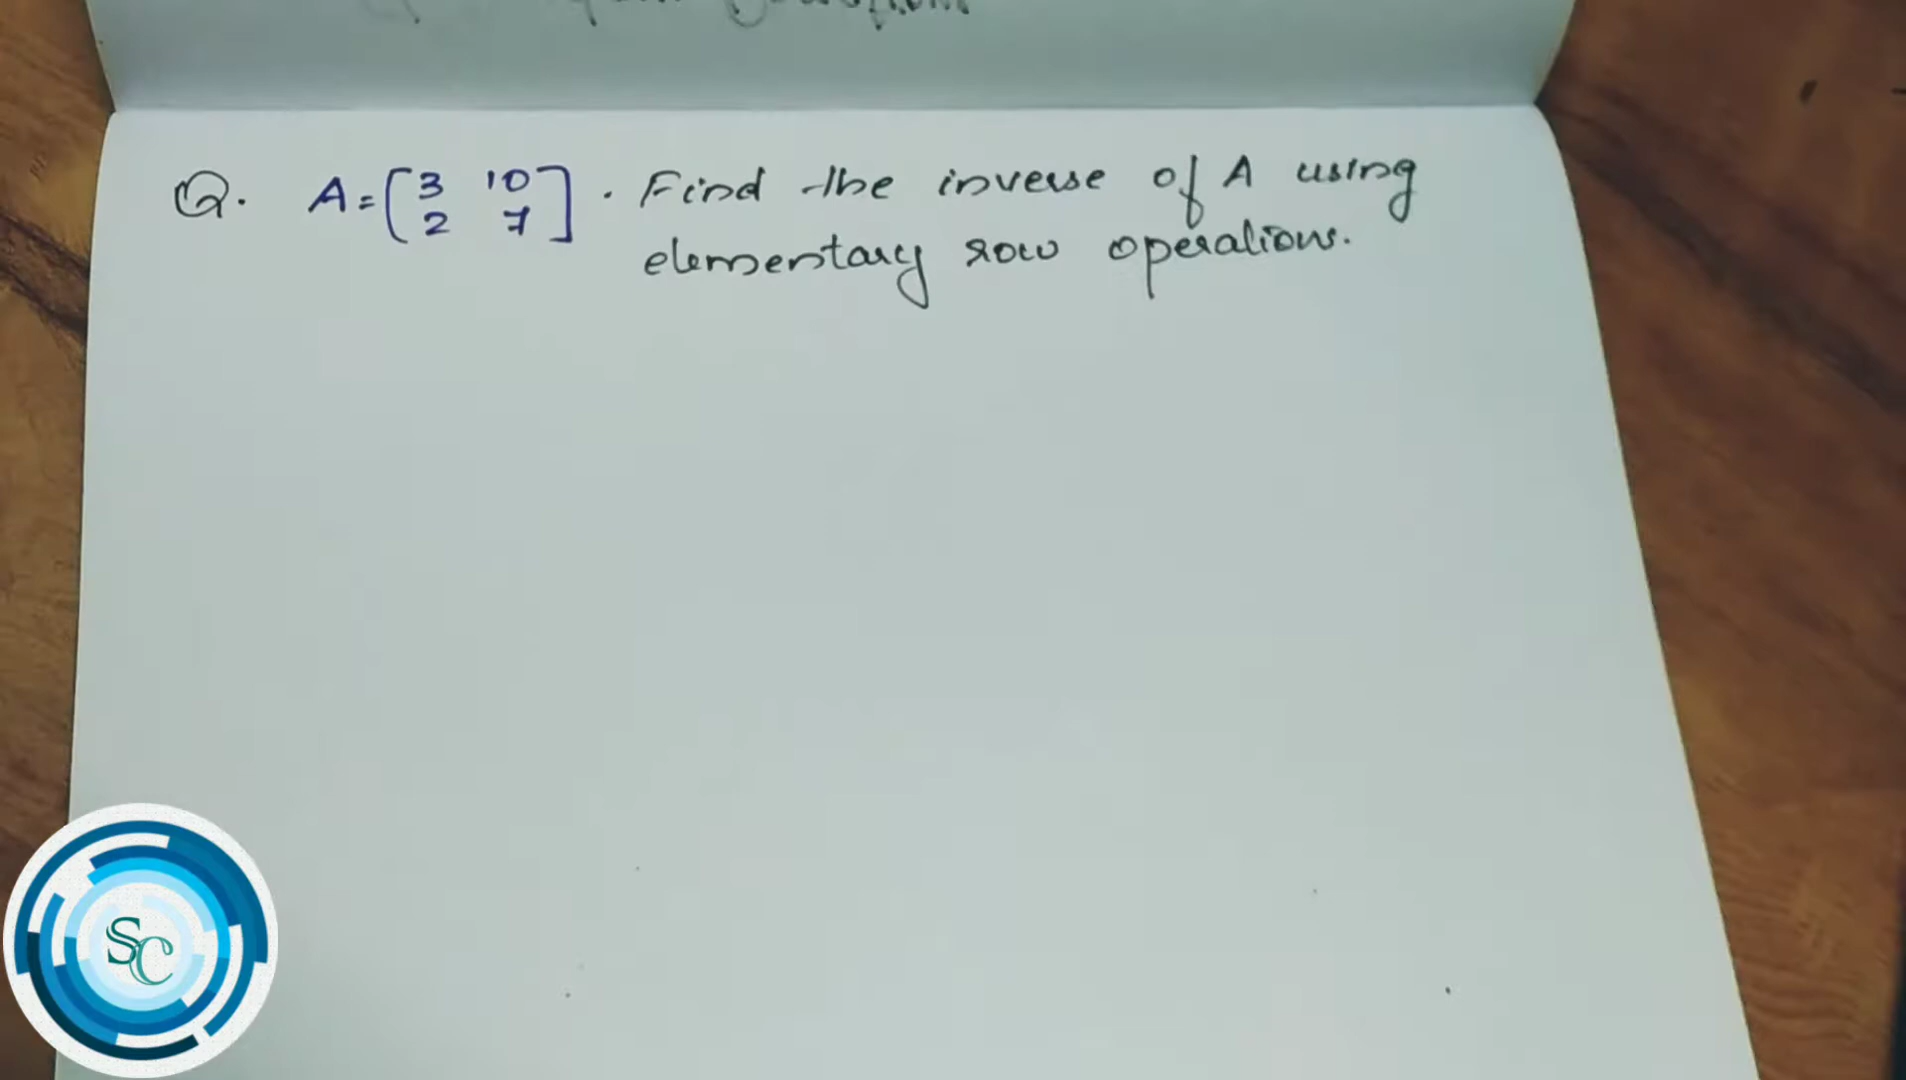 Q. A = [3 10 2 7] . Find the inverse of A using
elementary row operations.
SC